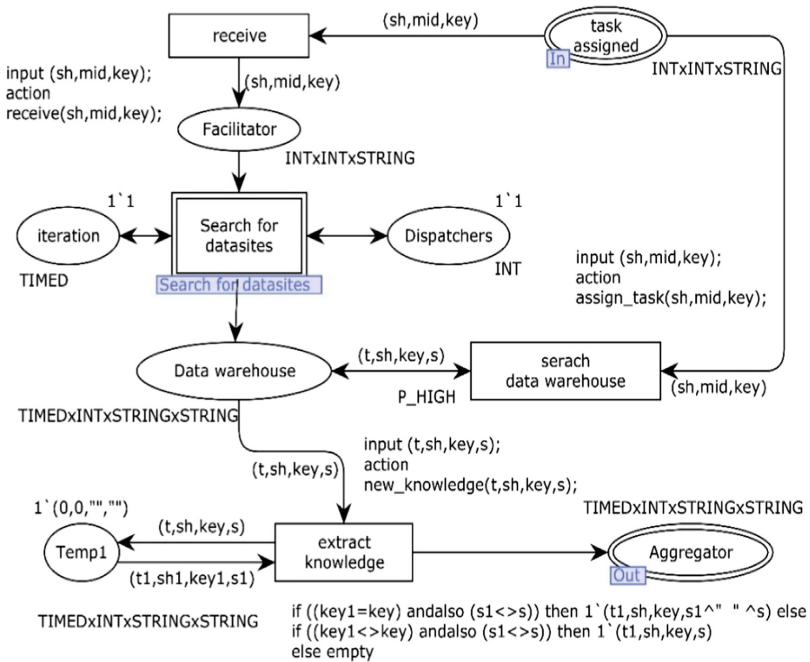 receive
(sh,mid,key)
task
assigned
In
INTxINTxSTRING
input (sh,mid,key);
action
receive(sh,mid,key);
(sh,mid,key)
Facilitator
INTxINTxSTRING
1`1
iteration
TIMED
Search for
datasites
Search for datasites
1`1
Dispatchers
INT
input (sh,mid,key);
action
assign_task(sh,mid,key);
Data warehouse
TIMEDxINTxSTRINGxSTRING
(t,sh,key,s)
P_HIGH
serach
data warehouse
(sh,mid,key)
(t,sh,key,s)
input (t,sh,key,s);
action
new_knowledge(t,sh,key,s);
1`(0,0,"","")
Temp1
(t,sh,key,s)
(t1,sh1,key1,s1)
TIMEDxINTxSTRINGxSTRING
extract
knowledge
TIMEDxINTxSTRINGxSTRING
Aggregator
Out
if ((key1=key) andalso (s1<>s)) then 1`(t1,sh,key,s1^" " ^s) else
if ((key1<>key) andalso (s1<>s)) then 1`(t1,sh,key,s)
else empty